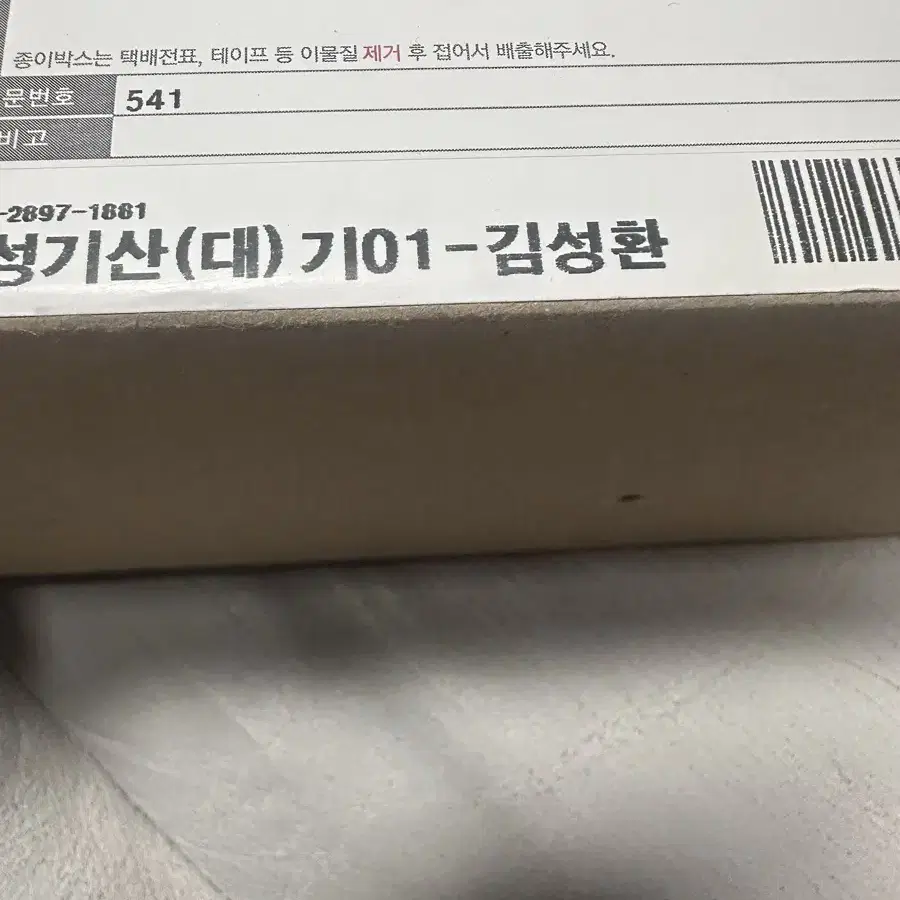 종이박스는 택배전표, 테이프 등 이물질 제거 후 접어서 배출해주세요.
문번호 541
비고
-2897-1881
성기산(대) 기01-김성환